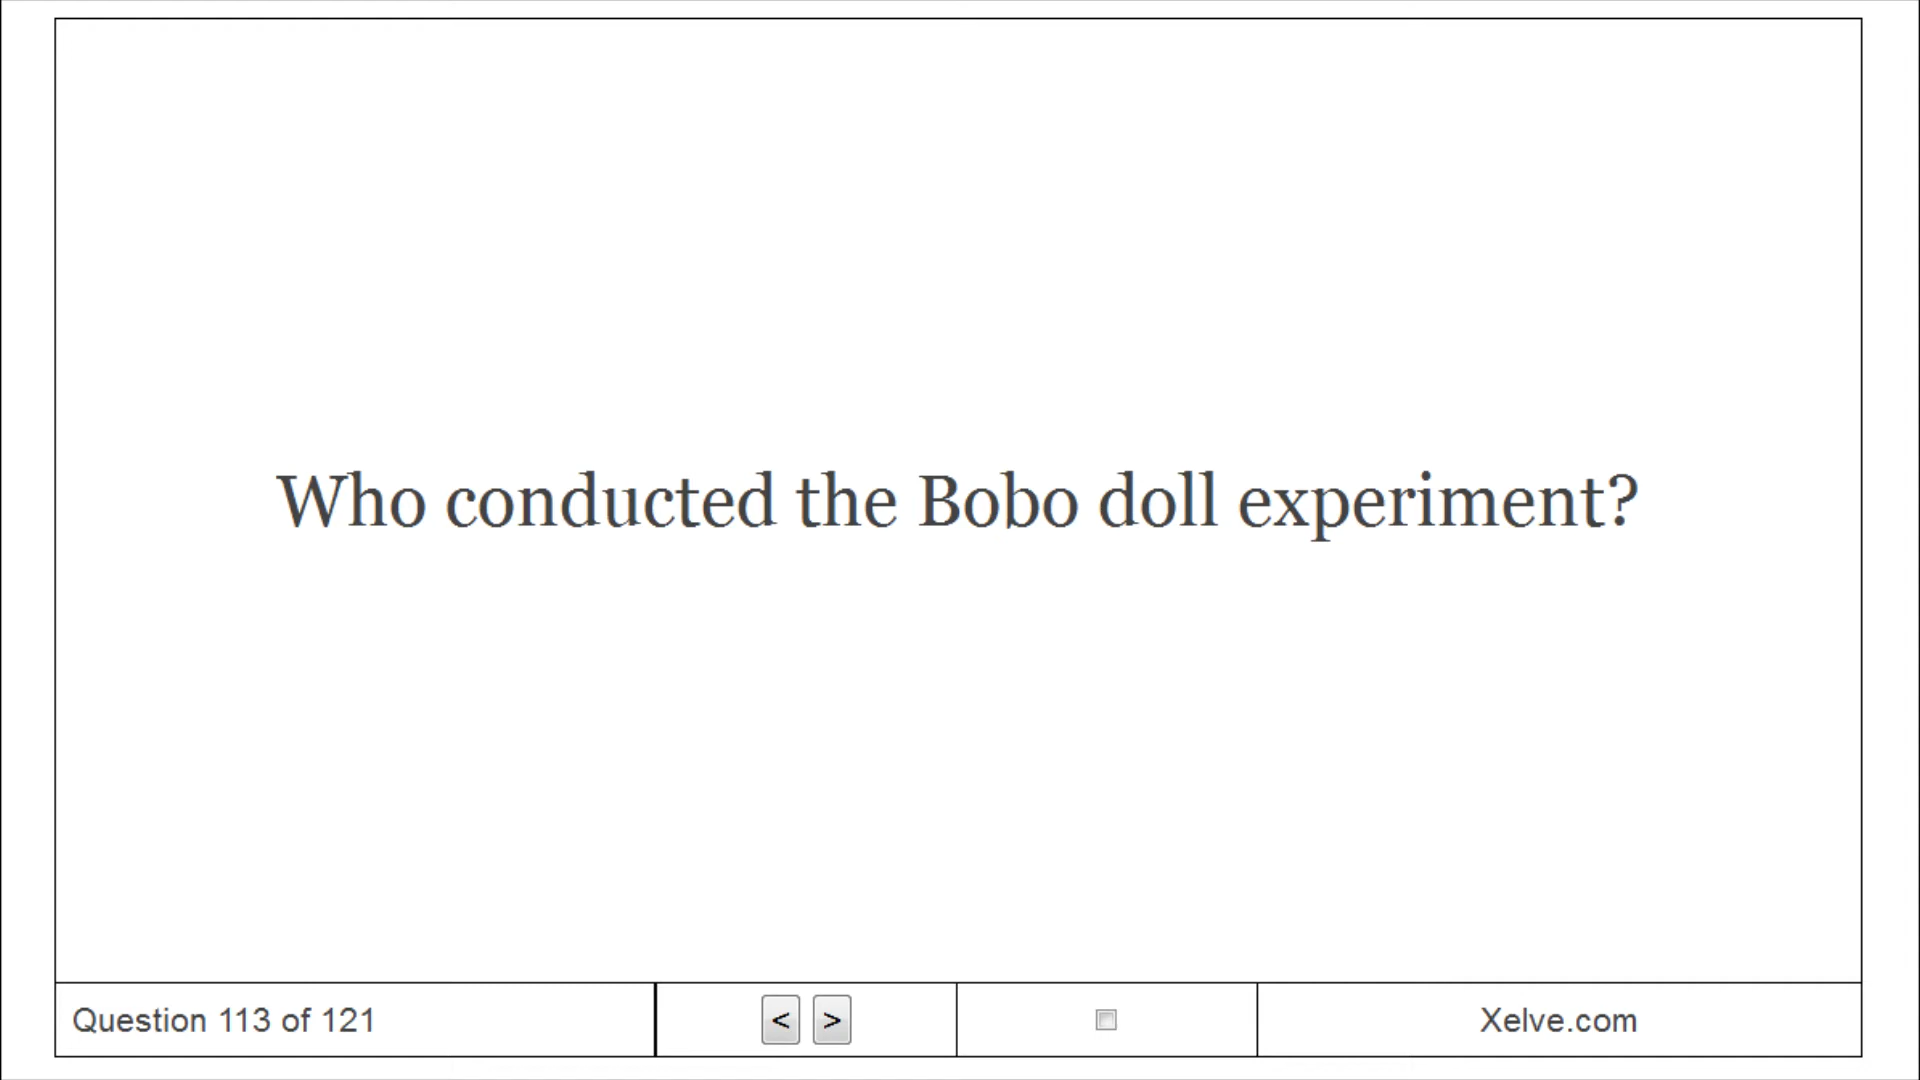 Who conducted the Bobo doll experiment?
Question 113 of 121
< >
Xelve.com